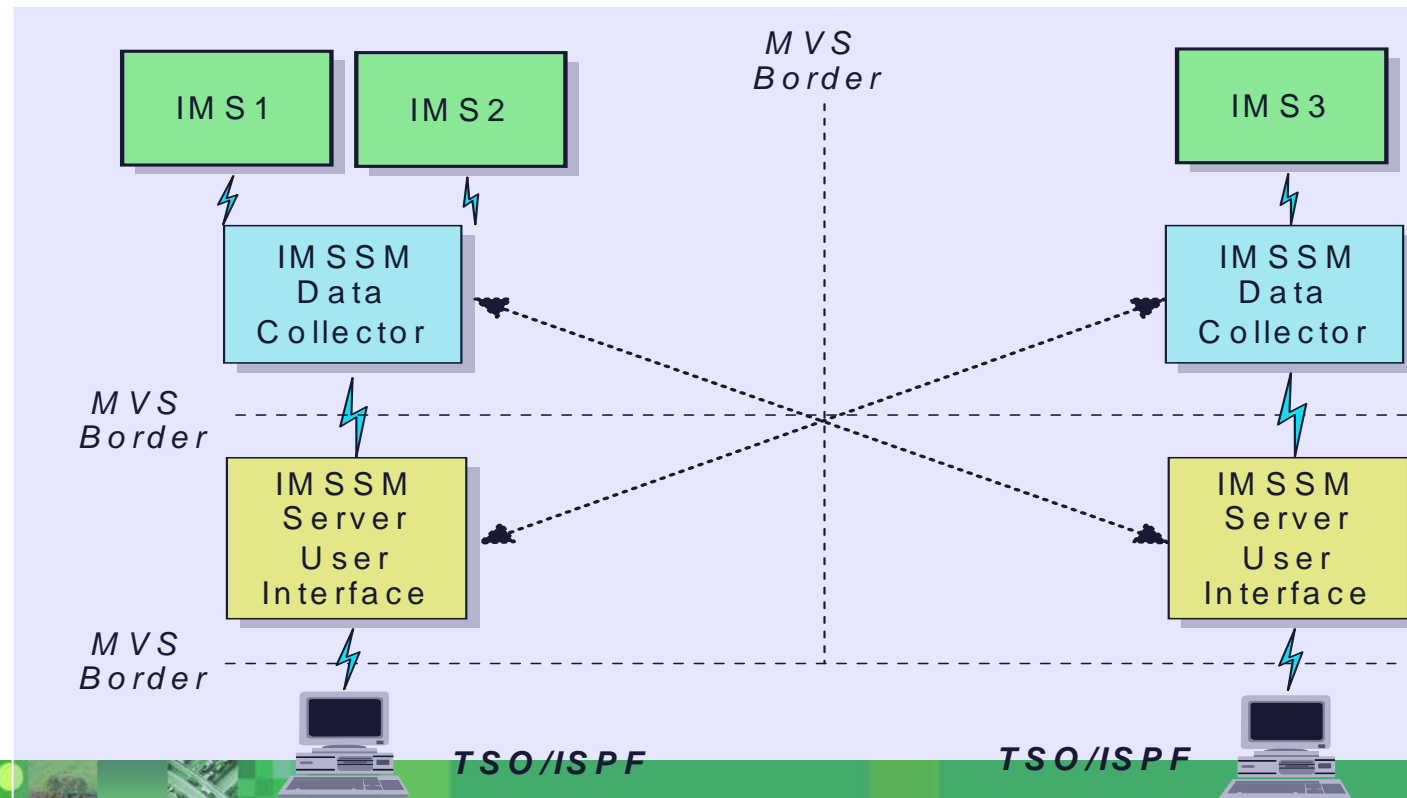 MVS
Border
IMS1
IMS2
IMS3
IMSSM
Data
Collector
IMSSM
Data
Collector
MVS
Border
IMSSM
Server
User
Interface
IMSSM
Server
User
Interface
MVS
Border
TSO/ISPF
TSO/ISPF